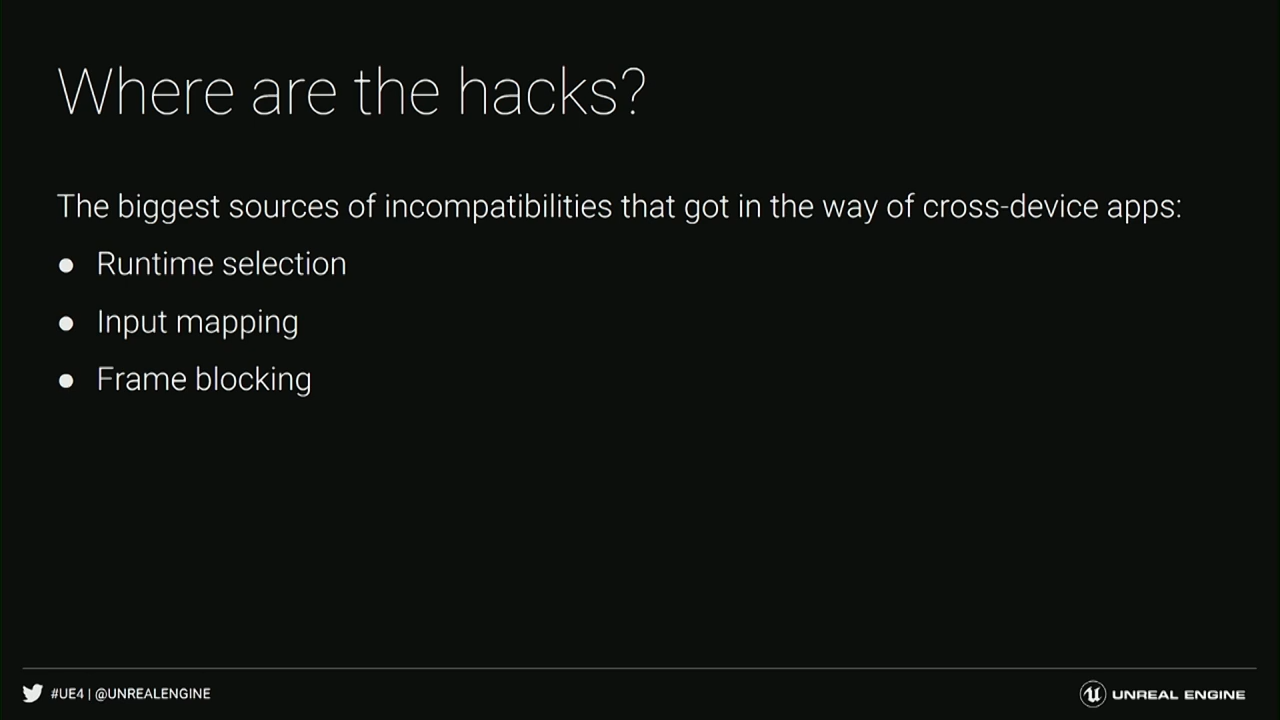 Where are the hacks?
The biggest sources of incompatibilities that got in the way of cross-device apps:
● Runtime selection
● Input mapping
● Frame blocking
#UE4 | @UNREALENGINE
UNREAL ENGINE